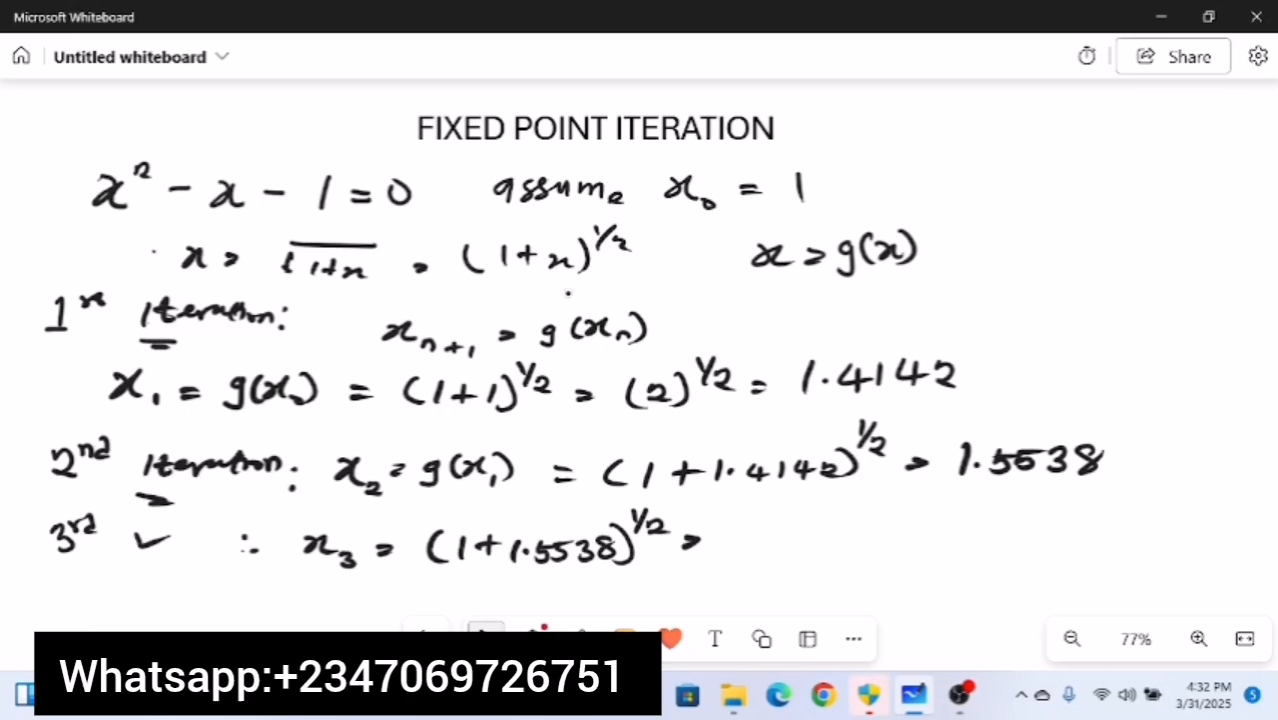 Microsoft Whiteboard
Untitled whiteboard
Share
FIXED POINT ITERATION
x² - x - 1 = 0 assume x₀ = 1
x = √1+x = (1+x)^1/2 x = g(x)
1st Iteration: xₙ₊₁ = g(xₙ)
x₁ = g(x₀) = (1+1)^1/2 = (2)^1/2 = 1.4142
2nd Iteration: x₂ = g(x₁) = (1+1.4142)^1/2 = 1.5538
3rd ✓ ∴ x₃ = (1+1.5538)^1/2 =
T
77%
Whatsapp:+2347069726751
4:32 PM
3/31/2025
5